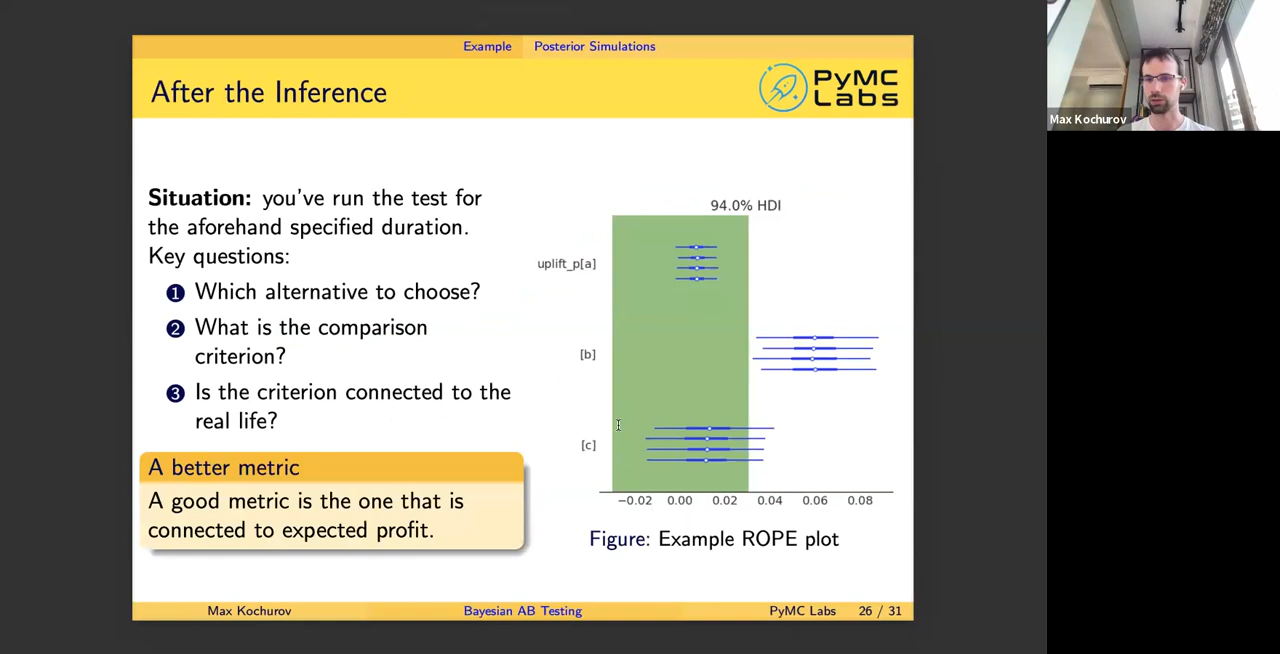 Example Posterior Simulations
After the Inference
PyMC
Labs
Situation: you've run the test for
the aforehand specified duration.
Key questions:
1 Which alternative to choose?
2 What is the comparison
criterion?
3 Is the criterion connected to the
real life?
A better metric
A good metric is the one that is
connected to expected profit.
94.0% HDI
uplift_p[a]
[b]
[c]
−0.02 0.00 0.02 0.04 0.06 0.08
Figure: Example ROPE plot
Max Kochurov Bayesian AB Testing PyMC Labs 26 / 31
Max Kochurov